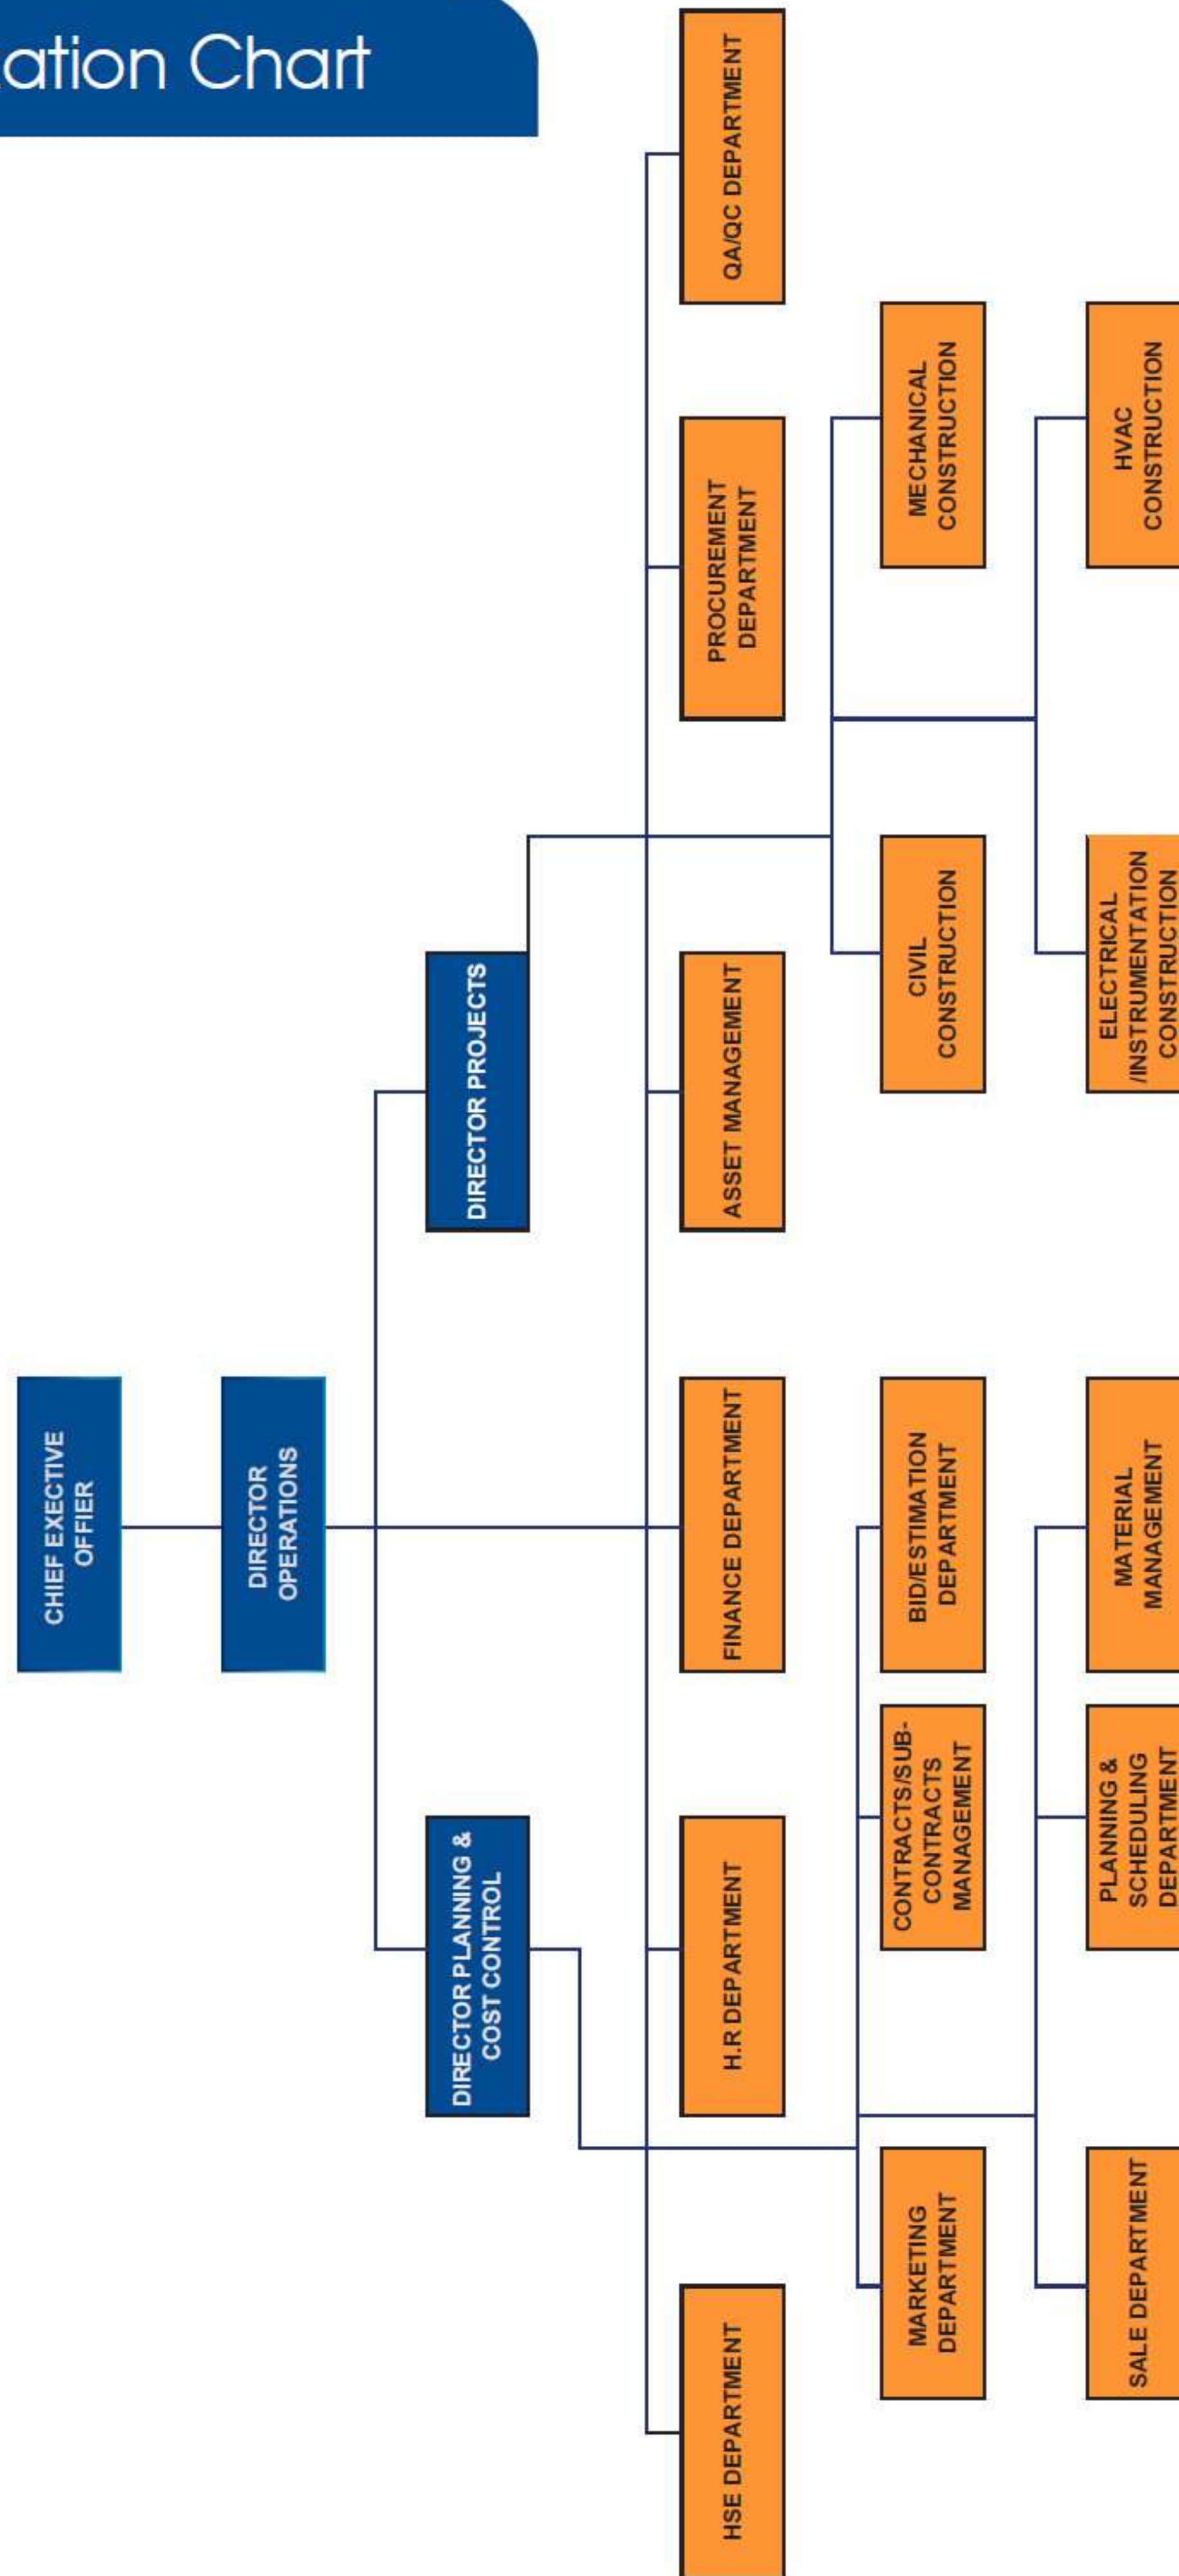 ation Chart
CHIEF EXECTIVE
OFFIER
DIRECTOR
OPERATIONS
DIRECTOR PLANNING &
COST CONTROL
DIRECTOR PROJECTS
HSE DEPARTMENT
H.R DEPARTMENT
FINANCE DEPARTMENT
ASSET MANAGEMENT
PROCUREMENT
DEPARTMENT
QA/QC DEPARTMENT
MARKETING
DEPARTMENT
CONTRACTS/SUB-
CONTRACTS
MANAGEMENT
BID/ESTIMATION
DEPARTMENT
CIVIL
CONSTRUCTION
MECHANICAL
CONSTRUCTION
SALE DEPARTMENT
PLANNING &
SCHEDULING
DEPARTMENT
MATERIAL
MANAGEMENT
ELECTRICAL
/INSTRUMENTATION
CONSTRUCTION
HVAC
CONSTRUCTION